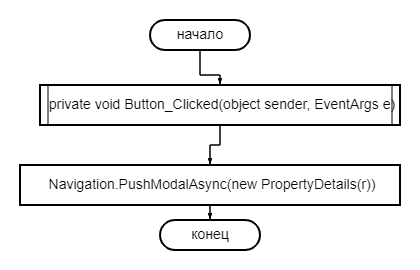 начало
private void Button_Clicked(object sender, EventArgs e)
Navigation.PushModalAsync(new PropertyDetails(r))
конец